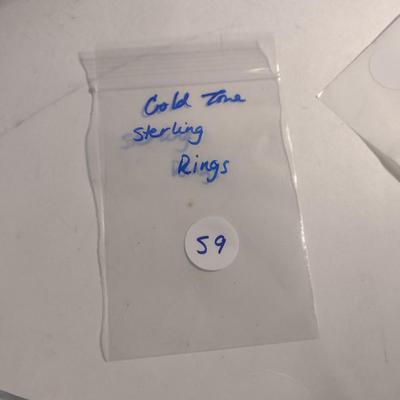 Gold Tone
Sterling
Rings
59